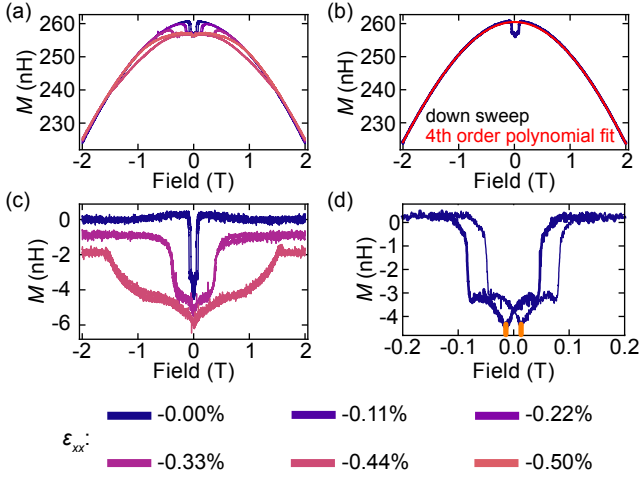 (a)
M (nH)
260
250
240
230
-2
-1
0
1
2
Field (T)
(b)
M (nH)
260
250
240
230
down sweep
4th order polynomial fit
-2
-1
0
1
2
Field (T)
(c)
M (nH)
0
-2
-4
-6
-2
-1
0
1
2
Field (T)
(d)
M (nH)
0
-1
-2
-3
-4
-0.2
-0.1
0.0
0.1
0.2
Field (T)
εxx:
-0.00%
-0.11%
-0.22%
-0.33%
-0.44%
-0.50%